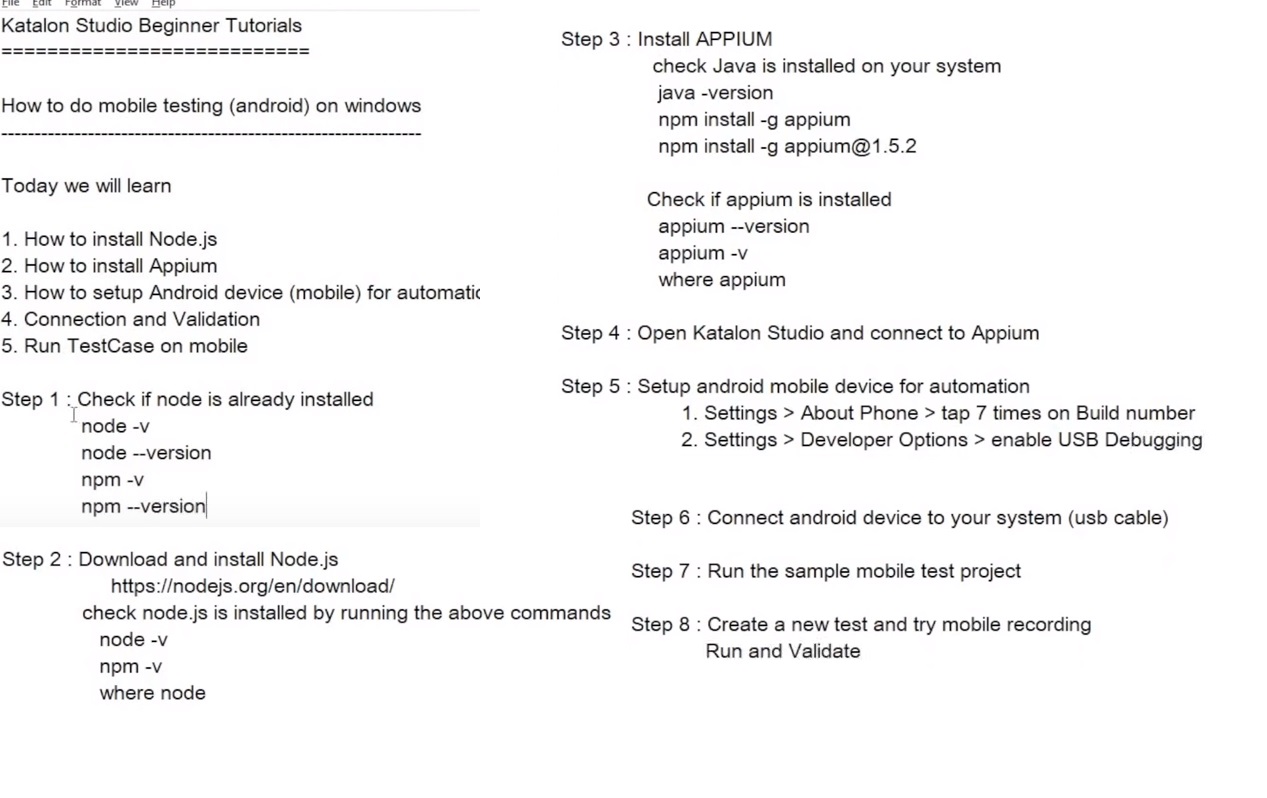 File Edit Format View Help
Katalon Studio Beginner Tutorials
===========================
How to do mobile testing (android) on windows
----------------------------------------------------------------
Today we will learn
1. How to install Node.js
2. How to install Appium
3. How to setup Android device (mobile) for automatic
4. Connection and Validation
5. Run TestCase on mobile
Step 1 : Check if node is already installed
node -v
node --version
npm -v
npm --version
Step 2 : Download and install Node.js
https://nodejs.org/en/download/
check node.js is installed by running the above commands
node -v
npm -v
where node
Step 3 : Install APPIUM
check Java is installed on your system
java -version
npm install -g appium
npm install -g appium@1.5.2
Check if appium is installed
appium --version
appium -v
where appium
Step 4 : Open Katalon Studio and connect to Appium
Step 5 : Setup android mobile device for automation
1. Settings > About Phone > tap 7 times on Build number
2. Settings > Developer Options > enable USB Debugging
Step 6 : Connect android device to your system (usb cable)
Step 7 : Run the sample mobile test project
Step 8 : Create a new test and try mobile recording
Run and Validate